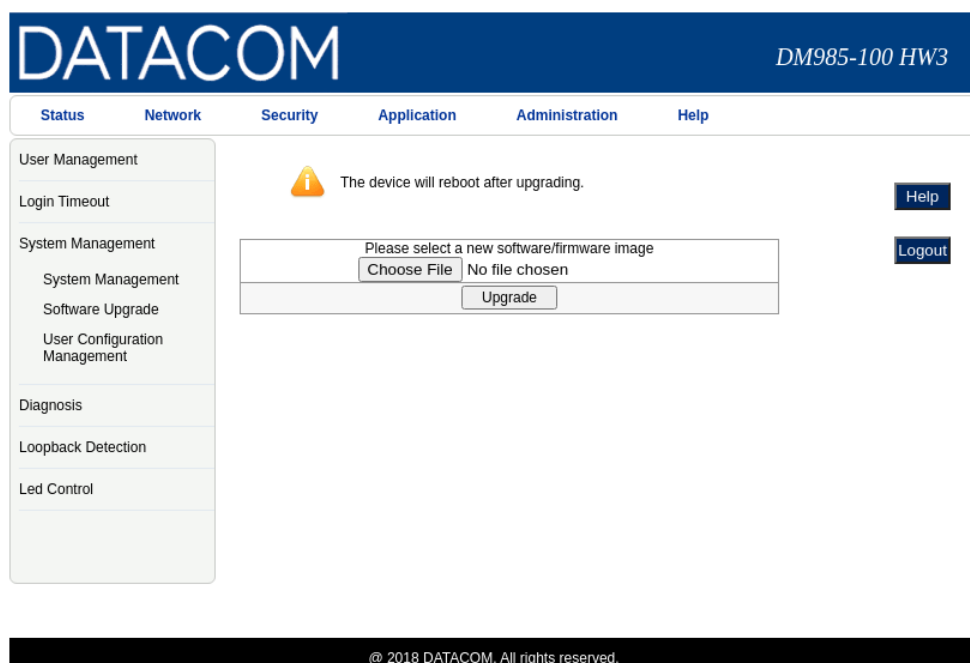 DATACOM
DM985-100 HW3
Status Network Security Application Administration Help
User Management
Login Timeout
System Management
System Management
Software Upgrade
User Configuration
Management
Diagnosis
Loopback Detection
Led Control
The device will reboot after upgrading.
Please select a new software/firmware image
Choose File No file chosen
Upgrade
Help
Logout
@ 2018 DATACOM. All rights reserved.